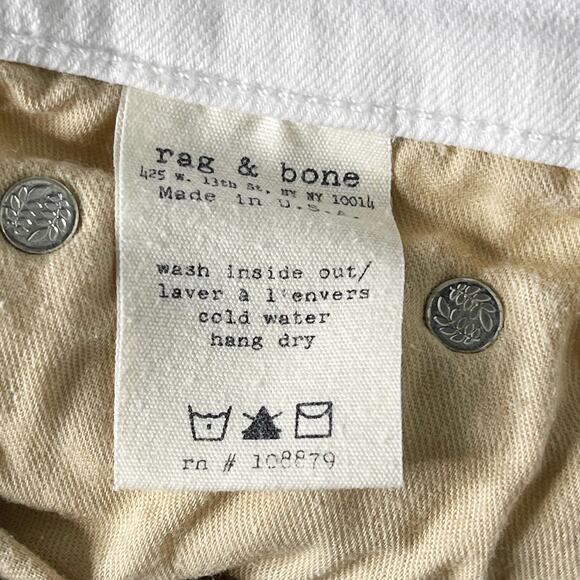 rag & bone
425 W. 13th St. NY NY 10014
Made in U.S.A.
wash inside out/
laver à l'envers
cold water
hang dry
rn # 108879